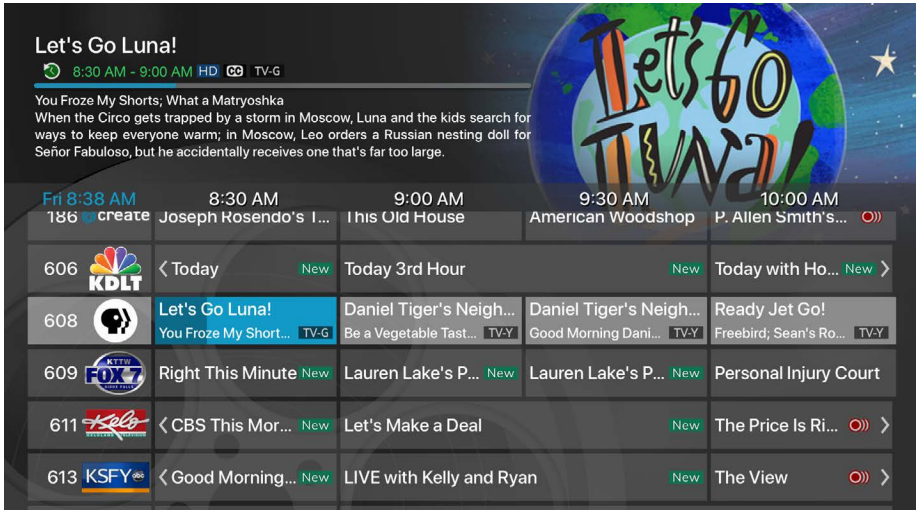 Let's Go Luna!
8:30 AM - 9:00 AM HD CC TV-G
You Froze My Shorts; What a Matryoshka
When the Circo gets trapped by a storm in Moscow, Luna and the kids search for
ways to keep everyone warm; in Moscow, Leo orders a Russian nesting doll for
Señor Fabuloso, but he accidentally receives one that's far too large.
Let's GO LUNA!
Fri 8:38 AM 8:30 AM 9:00 AM 9:30 AM 10:00 AM
186 create Joseph Rosendo's T... This Old House American Woodshop P. Allen Smith's...
606 KDLT Today New Today 3rd Hour New Today with Ho... New
608 Let's Go Luna! Daniel Tiger's Neigh... Daniel Tiger's Neigh... Ready Jet Go!
You Froze My Short... TV-G Be a Vegetable Tast... TV-Y Good Morning Dani... TV-Y Freebird; Sean's Ro... TV-Y
609 KTTW FOX 7 SIOUX FALLS Right This Minute New Lauren Lake's P... New Lauren Lake's P... New Personal Injury Court
611 Kelo KELOLAND TELEVISION CBS This Mor... New Let's Make a Deal New The Price Is Ri...
613 KSFY abc Good Morning... New LIVE with Kelly and Ryan New The View